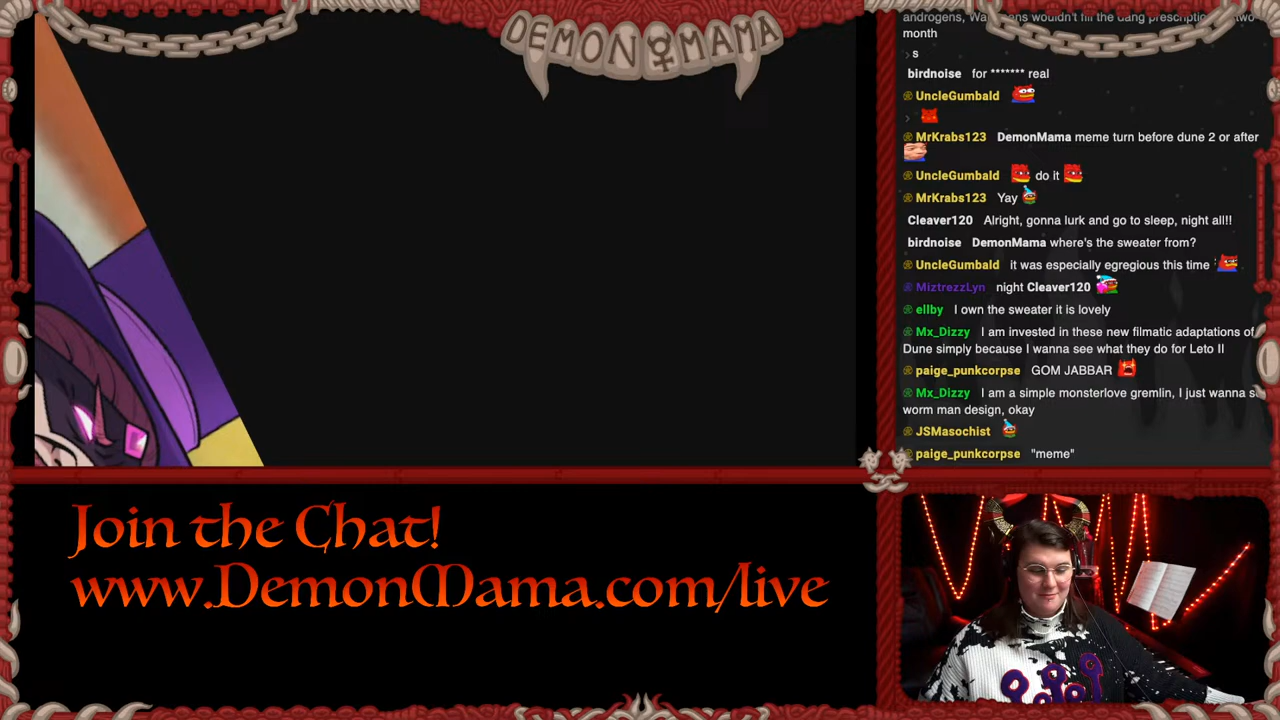 DEMON MAMA
androgens, wouldn't fill the dang two
month
s
birdnoise for ******* real
UncleGumbald
MrKrabs123 DemonMama meme turn before dune 2 or after
UncleGumbald do it
MrKrabs123 Yay
Cleaver120 Alright, gonna lurk and go to sleep, night all!!
birdnoise DemonMama where's the sweater from?
UncleGumbald it was especially egregious this time
MiztrezzLyn night Cleaver120
ellby I own the sweater it is lovely
Mx_Dizzy I am invested in these new filmatic adaptations of
Dune simply because I wanna see what they do for Leto II
paige_punkcorpse GOM JABBAR
Mx_Dizzy I am a simple monsterlove gremlin, I just wanna s
worm man design, okay
JSMasochist
paige_punkcorpse "meme"
Join the Chat!
www.DemonMama.com/live